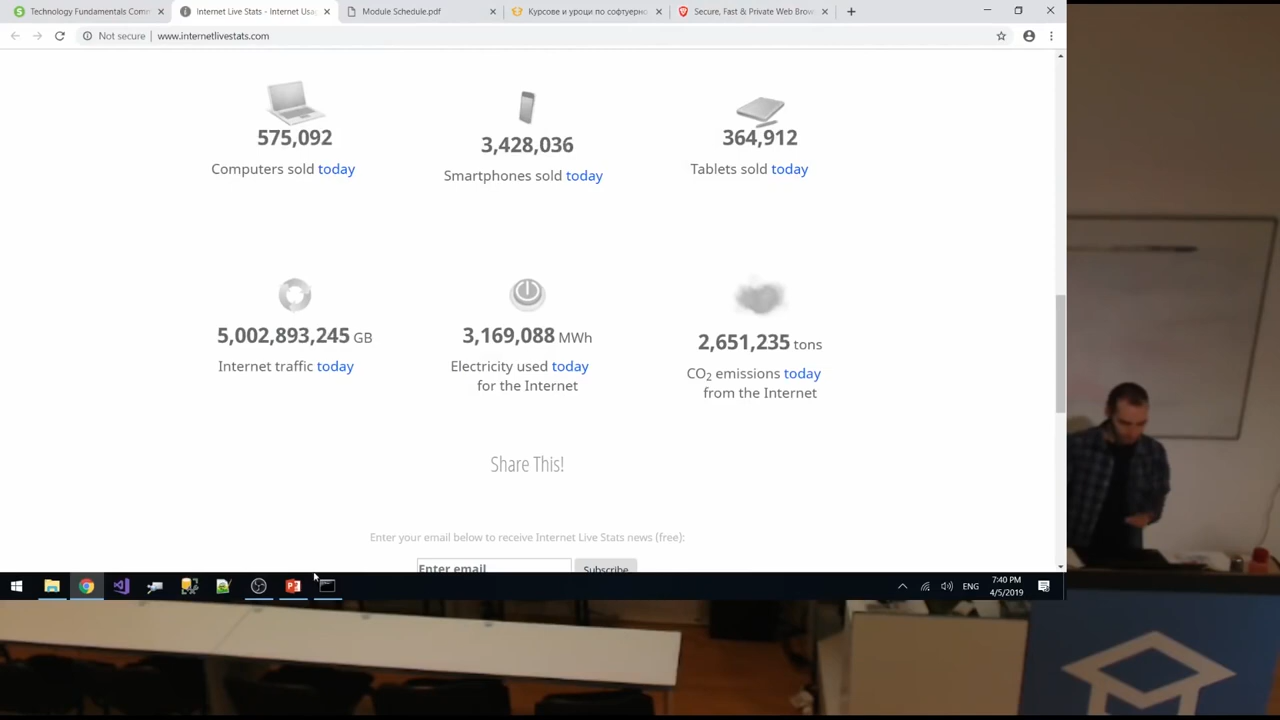 Technology Fundamentals Comm
Internet Live Stats - Internet Usag
Module Schedule.pdf
Курсове и уроци по софтуерно
Secure, Fast & Private Web Brow
Not secure
www.internetlivestats.com
575,092
3,428,036
364,912
Computers sold today
Smartphones sold today
Tablets sold today
5,002,893,245 GB
3,169,088 MWh
2,651,235 tons
Internet traffic today
Electricity used today
for the Internet
CO2 emissions today
from the Internet
Share This!
Enter your email below to receive Internet Live Stats news (free):
Enter email
Subscribe
ENG
7:40 PM
4/5/2019